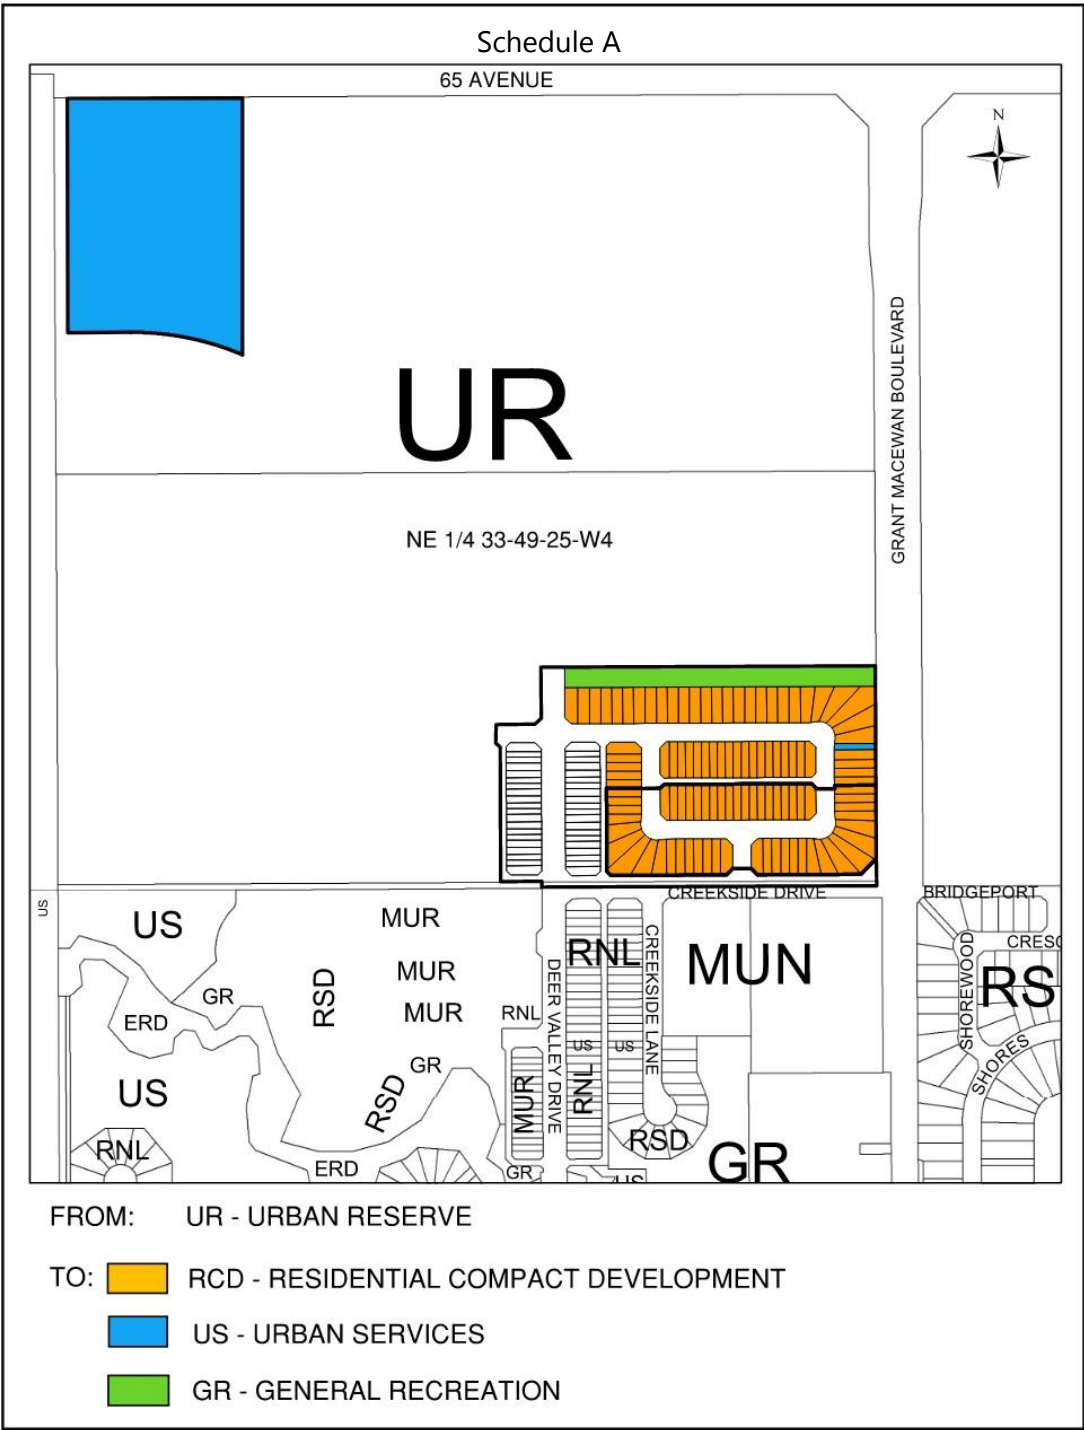 Schedule A
65 AVENUE
N
GRANT MACEWAN BOULEVARD
UR
NE 1/4 33-49-25-W4
CREEKSIDE DRIVE
BRIDGEPORT
US
US
MUR
RNL
CREEKSIDE LANE
MUN
SHOREWOOD
CRESC
RS
MUR
RSD
GR
MUR
RNL
DEER VALLEY DRIVE
ERD
US
US
SHORES
GR
US
RSD
MUR
RNL
RNL
RSD
GR
ERD
GR
US
FROM: UR - URBAN RESERVE
TO: RCD - RESIDENTIAL COMPACT DEVELOPMENT
US - URBAN SERVICES
GR - GENERAL RECREATION